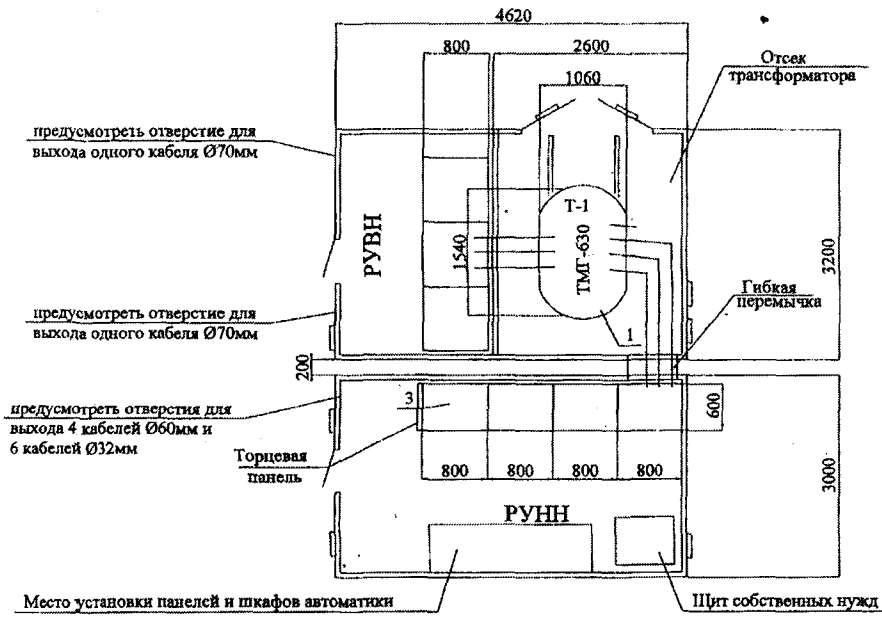 4620
800
2600
1060
Отсек
трансформатора
предусмотреть отверстие для
выхода одного кабеля Ø70мм
РУВН
1540
Т-1
ТМГ-630
3200
Гибкая
перемычка
1
предусмотреть отверстие для
выхода одного кабеля Ø70мм
200
предусмотреть отверстия для
выхода 4 кабелей Ø60мм и
6 кабелей Ø32мм
3
600
Торцевая
панель
800
800
800
800
3000
РУНН
Место установки панелей и шкафов автоматики
Щит собственных нужд